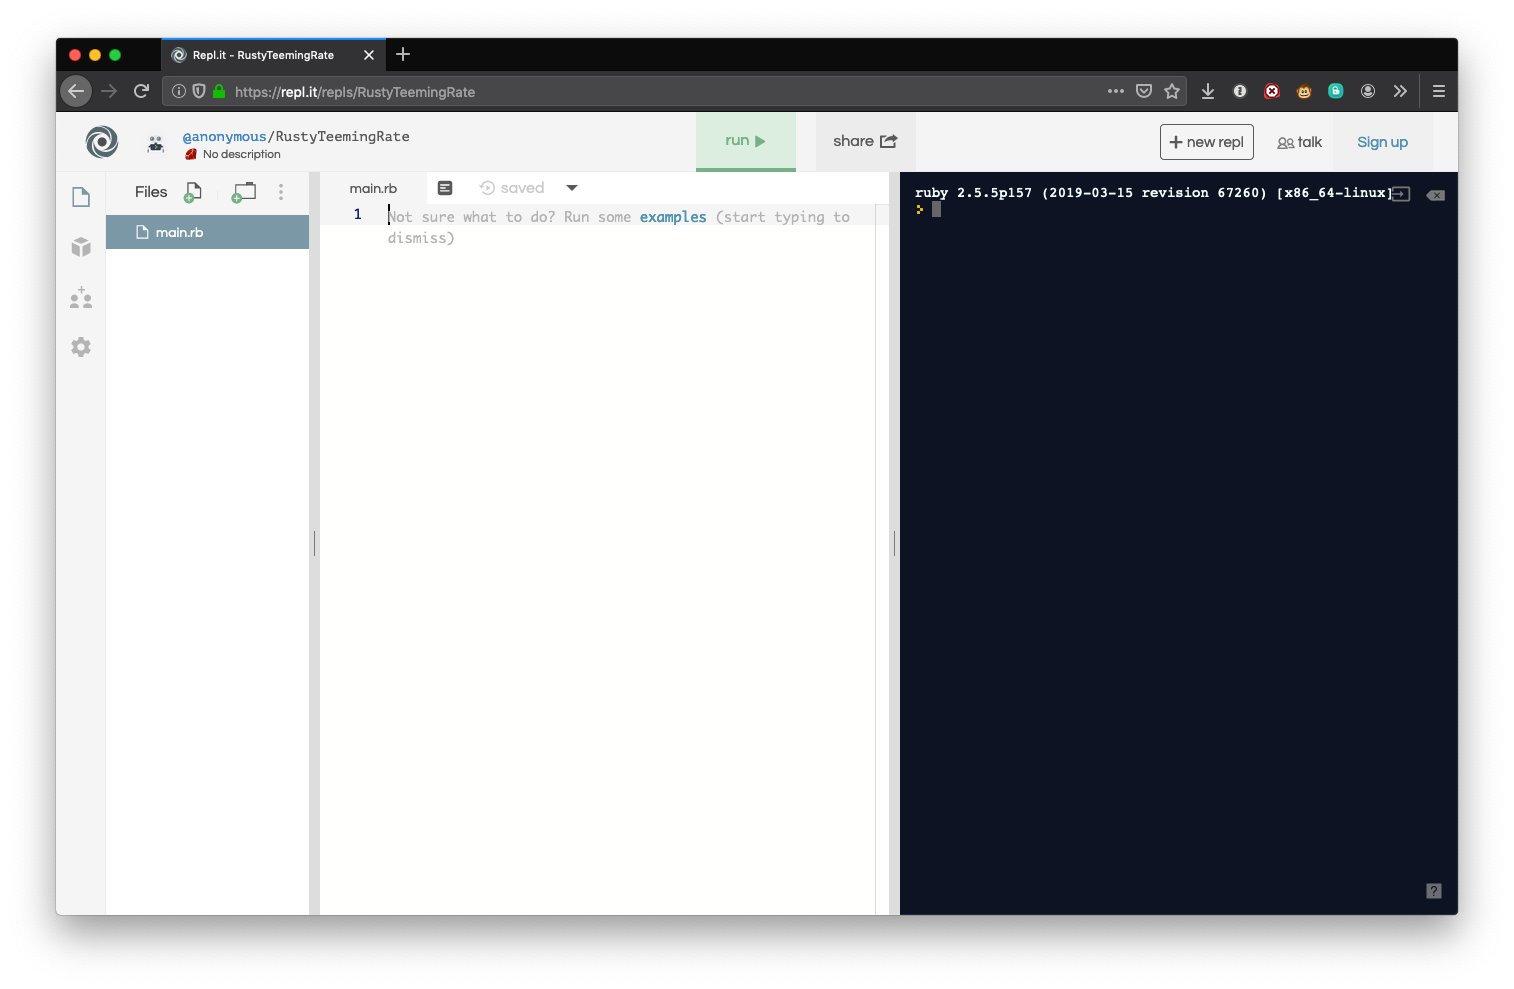 Repl.it - RustyTeemingRate
https://repl.it/repls/RustyTeemingRate
@anonymous/RustyTeemingRate
No description
run
share
+ new repl
talk
Sign up
Files
main.rb
main.rb
saved
1
Not sure what to do? Run some examples (start typing to
dismiss)
ruby 2.5.5p157 (2019-03-15 revision 67260) [x86_64-linux]
?